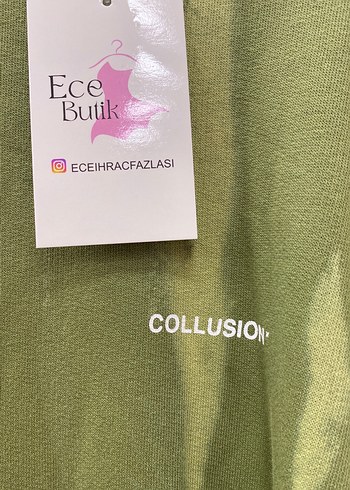 Ece
Butik
ECEIHRACFAZLASI
COLLUSION